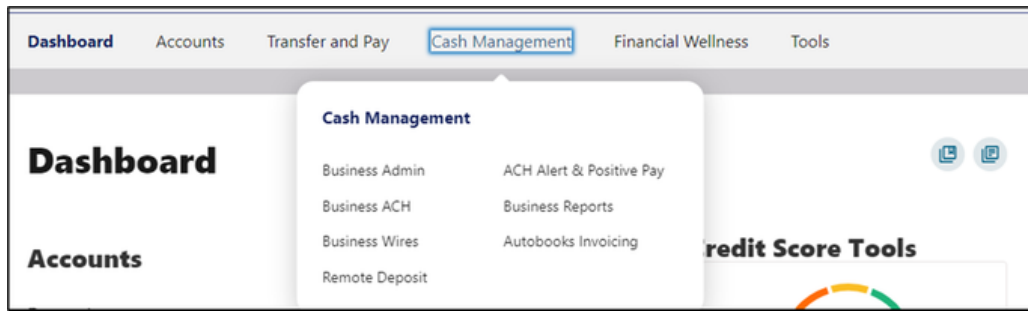 Dashboard Accounts Transfer and Pay Cash Management Financial Wellness Tools
Cash Management
Dashboard
Business Admin ACH Alert & Positive Pay
Business ACH Business Reports
Business Wires Autobooks Invoicing
Accounts
redit Score Tools
Remote Deposit